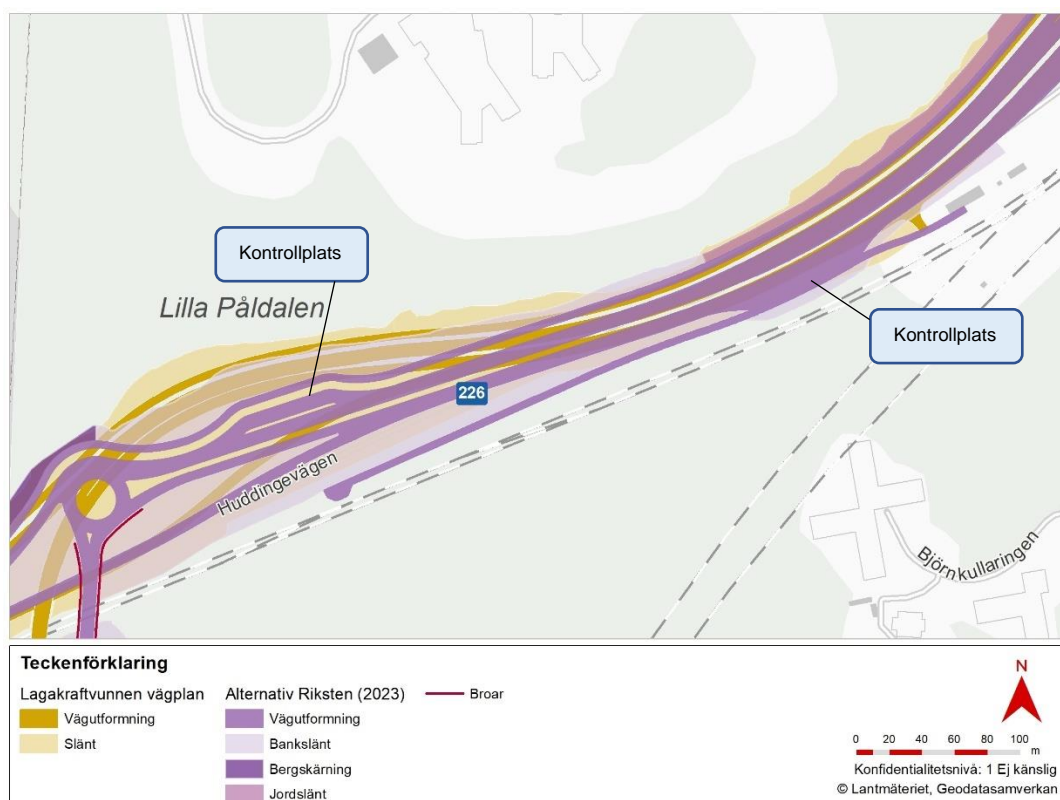 Kontrollplats
Lilla Påldalen
Kontrollplats
226
Huddingevägen
Björnkullaringen
Teckenförklaring
Lagakraftvunnen vägplan
Vägutformning
Slänt
Alternativ Riksten (2023)
Vägutformning
Bankslänt
Bergskärning
Jordslänt
Broar
N
0 20 40 60 80 100
m
Konfidentialitetsnivå: 1 Ej känslig
© Lantmäteriet, Geodatasamverkan